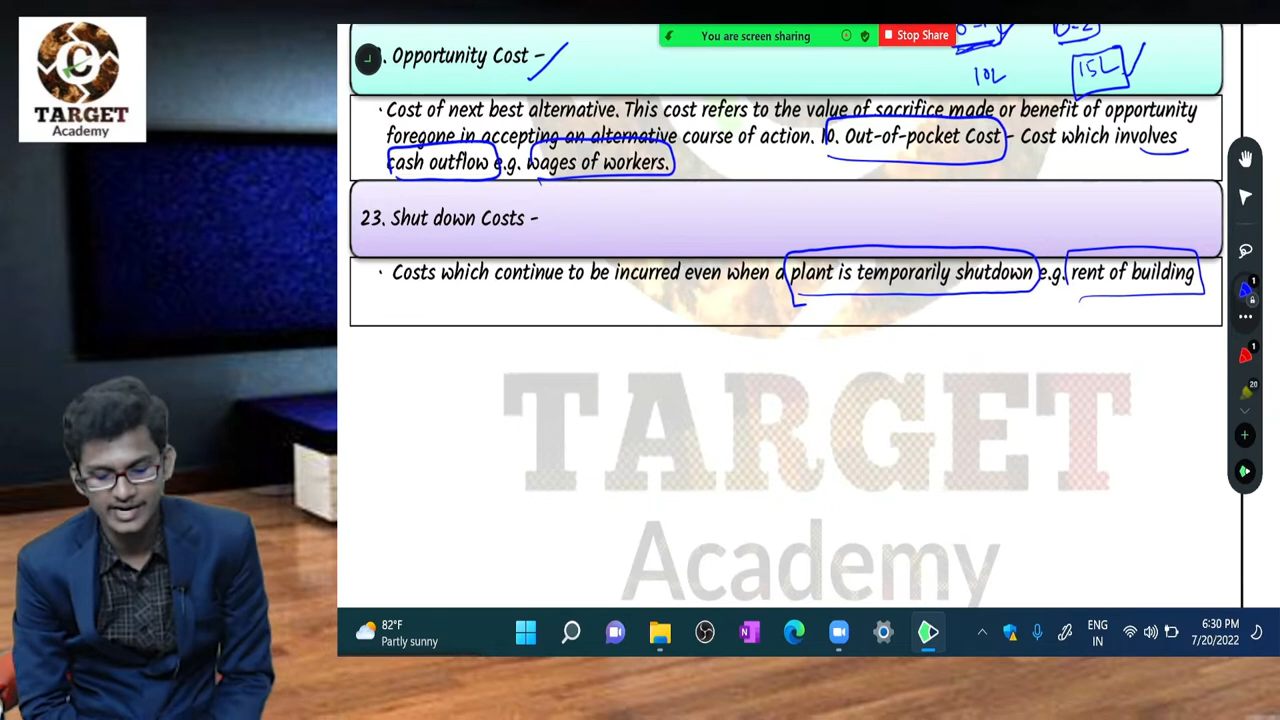 TARGET
Academy
You are screen sharing
Stop Share
. Opportunity Cost -
10L
15L
· Cost of next best alternative. This cost refers to the value of sacrifice made or benefit of opportunity
foregone in accepting an alternative course of action. 10. Out-of-pocket Cost - Cost which involves
cash outflow e.g. wages of workers.
23. Shut down Costs -
· Costs which continue to be incurred even when a plant is temporarily shutdown e.g. rent of building
TARGET
Academy
1
1
20
82°F
Partly sunny
ENG
IN
6:30 PM
7/20/2022